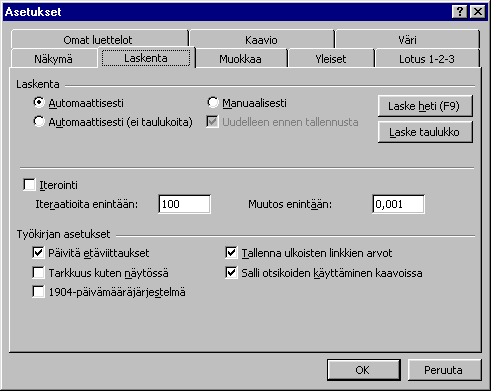 Asetukset
Omat luettelot Kaavio Väri
Näkymä Laskenta Muokkaa Yleiset Lotus 1-2-3
Laskenta
Automaattisesti Manuaalisesti Laske heti (F9)
Automaattisesti (ei taulukoita) Uudelleen ennen tallennusta Laske taulukko
Iterointi
Iteraatioita enintään: 100 Muutos enintään: 0,001
Työkirjan asetukset
Päivitä etäviittaukset Tallenna ulkoisten linkkien arvot
Tarkkuus kuten näytössä Salli otsikoiden käyttäminen kaavoissa
1904-päivämääräjärjestelmä
OK Peruuta